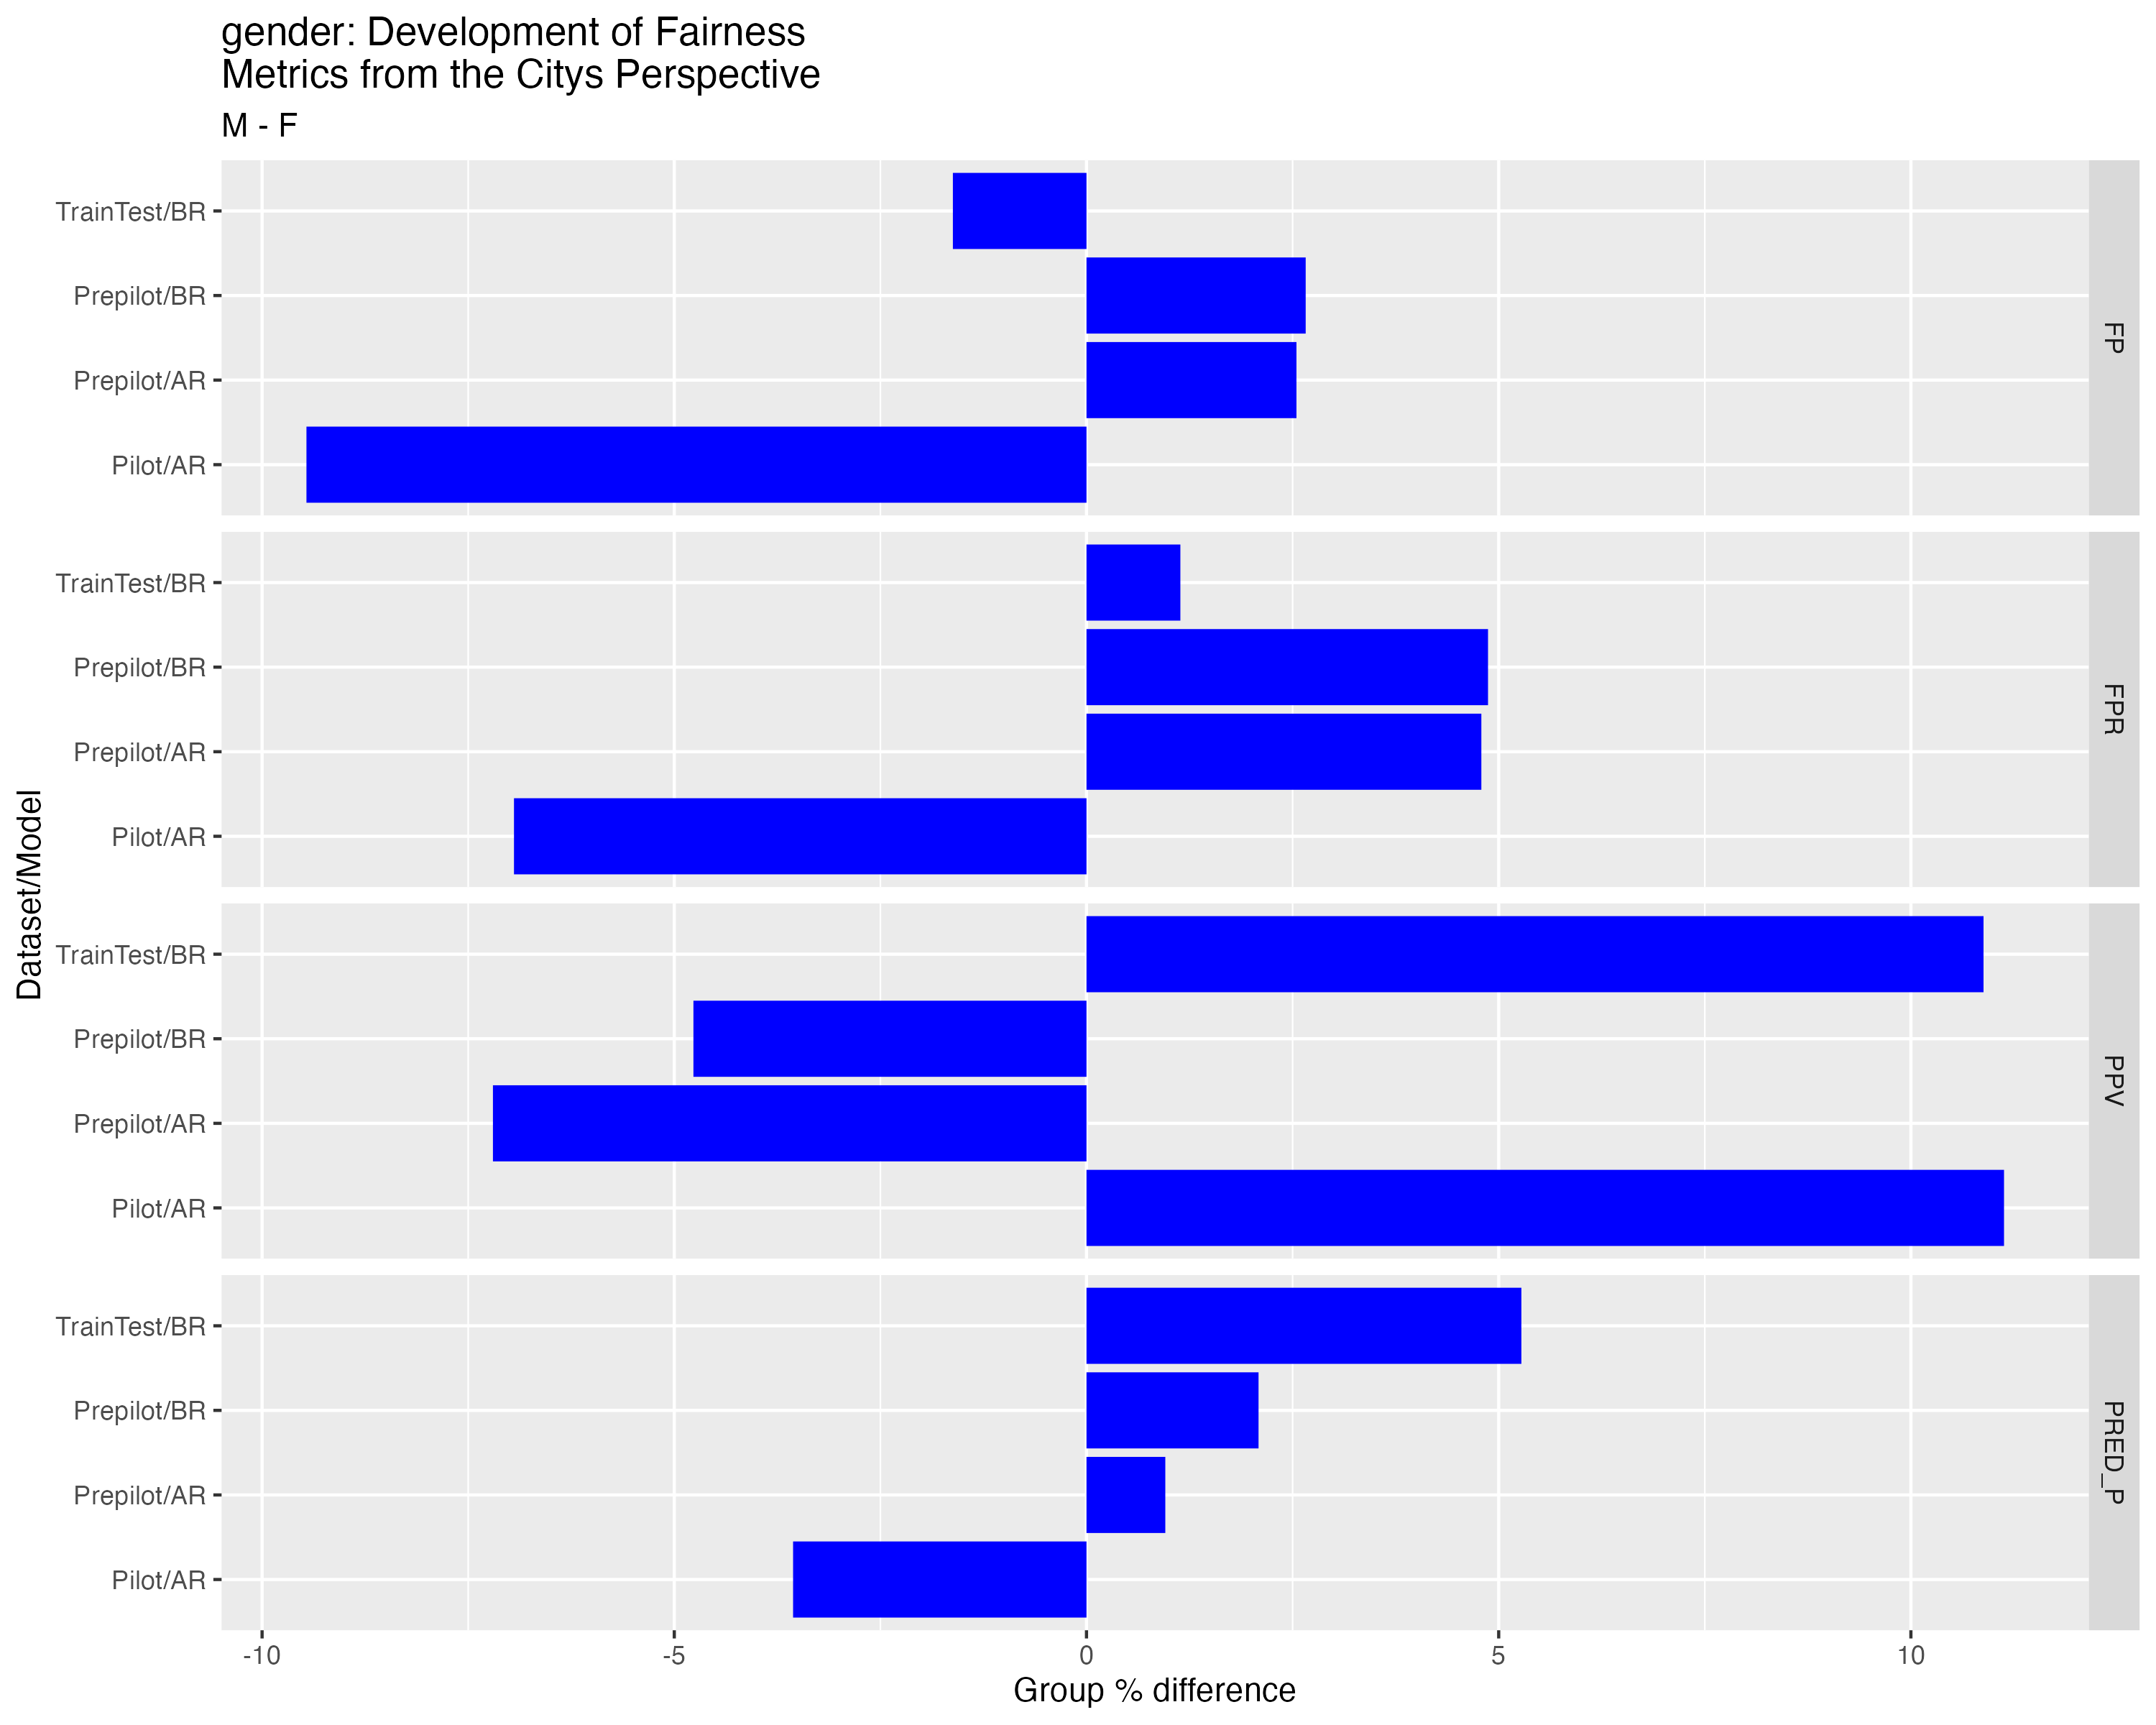 gender: Development of Fairness
Metrics from the Citys Perspective
M - F
TrainTest/BR
Prepilot/BR
Prepilot/AR
Pilot/AR
FP
TrainTest/BR
Prepilot/BR
Prepilot/AR
Pilot/AR
FPR
TrainTest/BR
Prepilot/BR
Prepilot/AR
Pilot/AR
PPV
TrainTest/BR
Prepilot/BR
Prepilot/AR
Pilot/AR
PRED_P
Dataset/Model
-10 -5 0 5 10
Group % difference